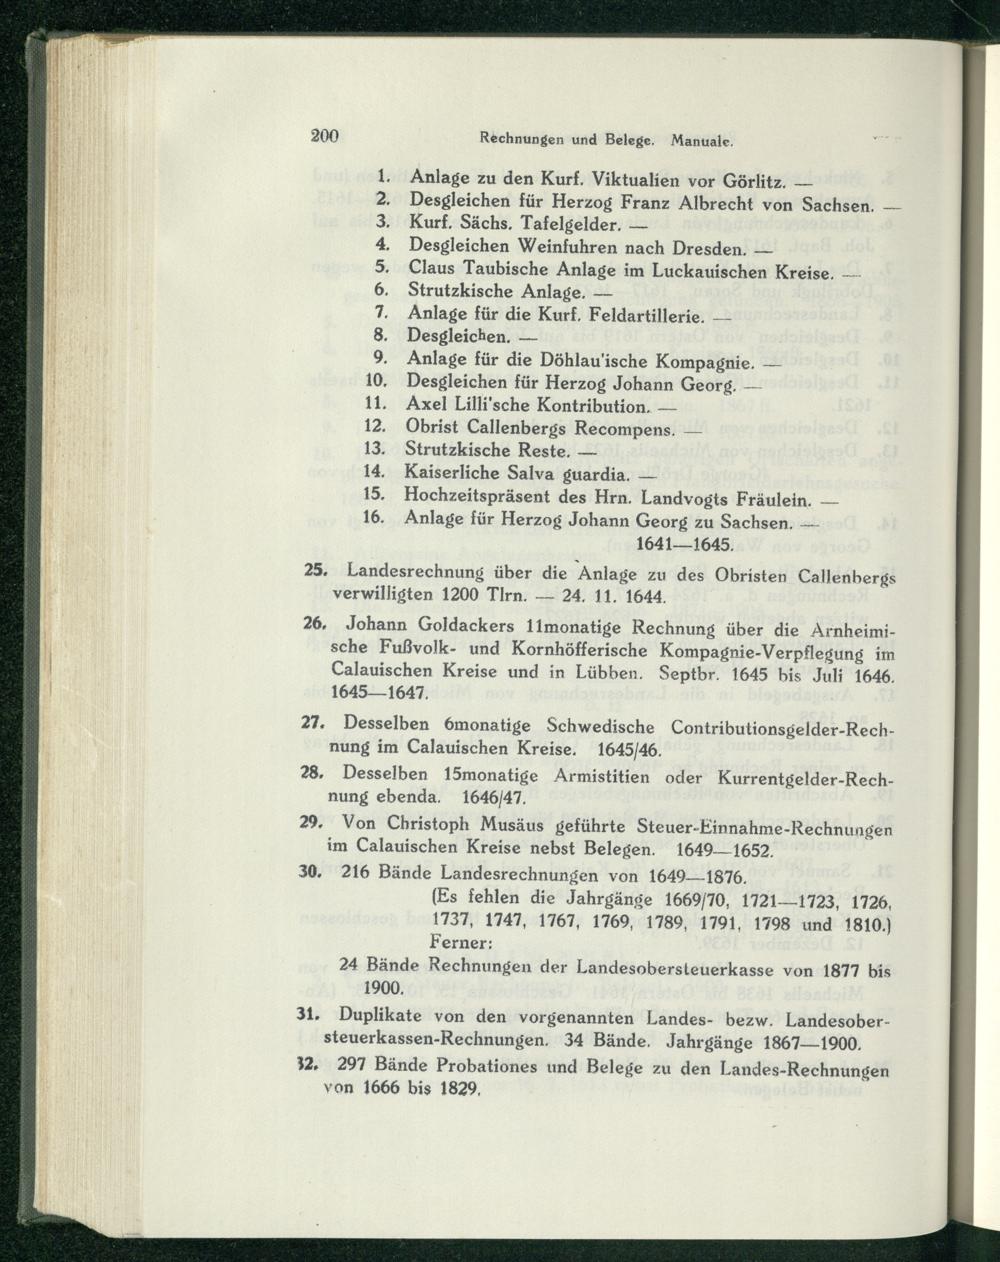 200 Rechnungen und Belege. Manuale.
1. Anlage zu den Kurf. Viktualien vor Görlitz. —
2. Desgleichen für Herzog Franz Albrecht von Sachsen. —
3. Kurf. Sächs. Tafelgelder. —
4. Desgleichen Weinfuhren nach Dresden. —
5. Claus Taubische Anlage im Luckauischen Kreise. —
6. Strutzkische Anlage. —
7. Anlage für die Kurf. Feldartillerie. —
8. Desgleichen. —
9. Anlage für die Döhlau'ische Kompagnie. —
10. Desgleichen für Herzog Johann Georg. —
11. Axel Lilli'sche Kontribution. —
12. Obrist Callenbergs Recompens. —
13. Strutzkische Reste. —
14. Kaiserliche Salva guardia. —
15. Hochzeitspräsent des Hrn. Landvogts Fräulein. —
16. Anlage für Herzog Johann Georg zu Sachsen. —
1641—1645.
25. Landesrechnung über die Anlage zu des Obristen Callenbergs
verwilligten 1200 Tlrn. — 24. 11. 1644.
26. Johann Goldackers 11monatige Rechnung über die Arnheimi-
sche Fußvolk- und Kornhöfferische Kompagnie-Verpflegung im
Calauischen Kreise und in Lübben. Septbr. 1645 bis Juli 1646.
1645—1647.
27. Desselben 6monatige Schwedische Contributionsgelder-Rech-
nung im Calauischen Kreise. 1645/46.
28. Desselben 15monatige Armistitien oder Kurrentgelder-Rech-
nung ebenda. 1646/47.
29. Von Christoph Musäus geführte Steuer-Einnahme-Rechnungen
im Calauischen Kreise nebst Belegen. 1649—1652.
30. 216 Bände Landesrechnungen von 1649—1876.
(Es fehlen die Jahrgänge 1669/70, 1721—1723, 1726,
1737, 1747, 1767, 1769, 1789, 1791, 1798 und 1810.)
Ferner:
24 Bände Rechnungen der Landesobersteuerkasse von 1877 bis
1900.
31. Duplikate von den vorgenannten Landes- bezw. Landesober-
steuerkassen-Rechnungen. 34 Bände. Jahrgänge 1867—1900.
32. 297 Bände Probationes und Belege zu den Landes-Rechnungen
von 1666 bis 1829.